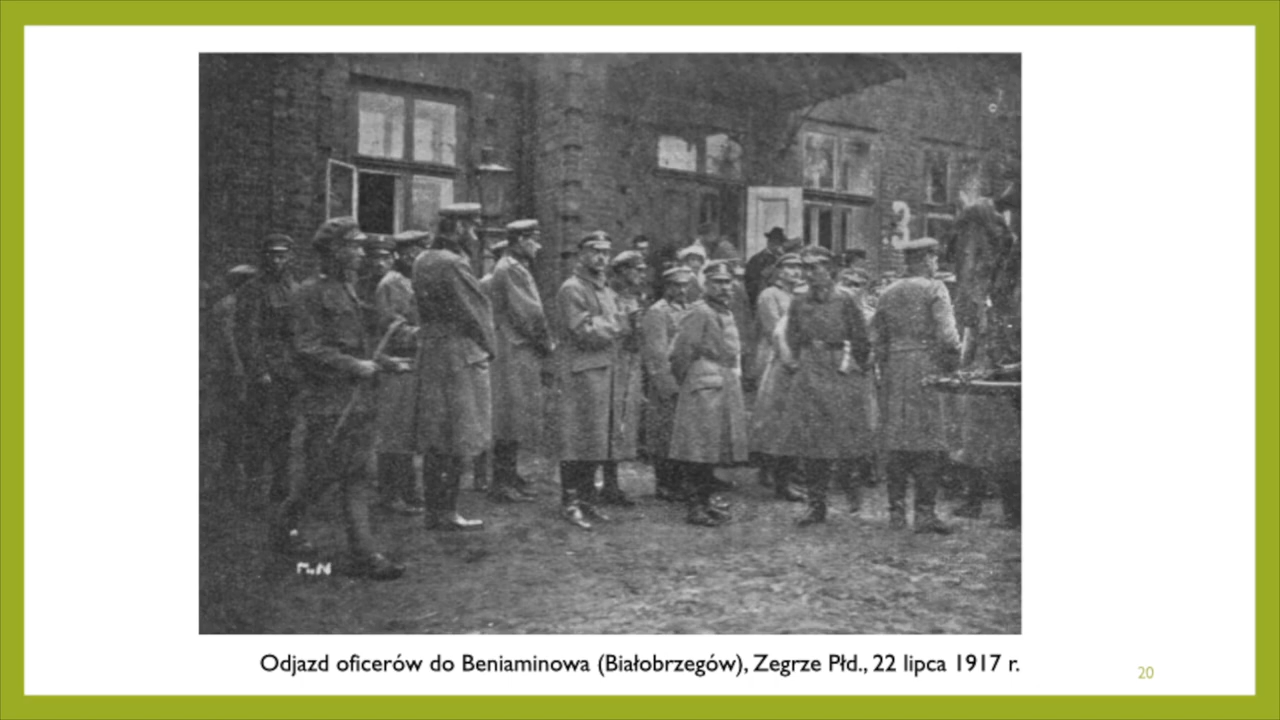 M.N
Odjazd oficerów do Beniaminowa (Białobrzegów), Zegrze Płd., 22 lipca 1917 r.
20